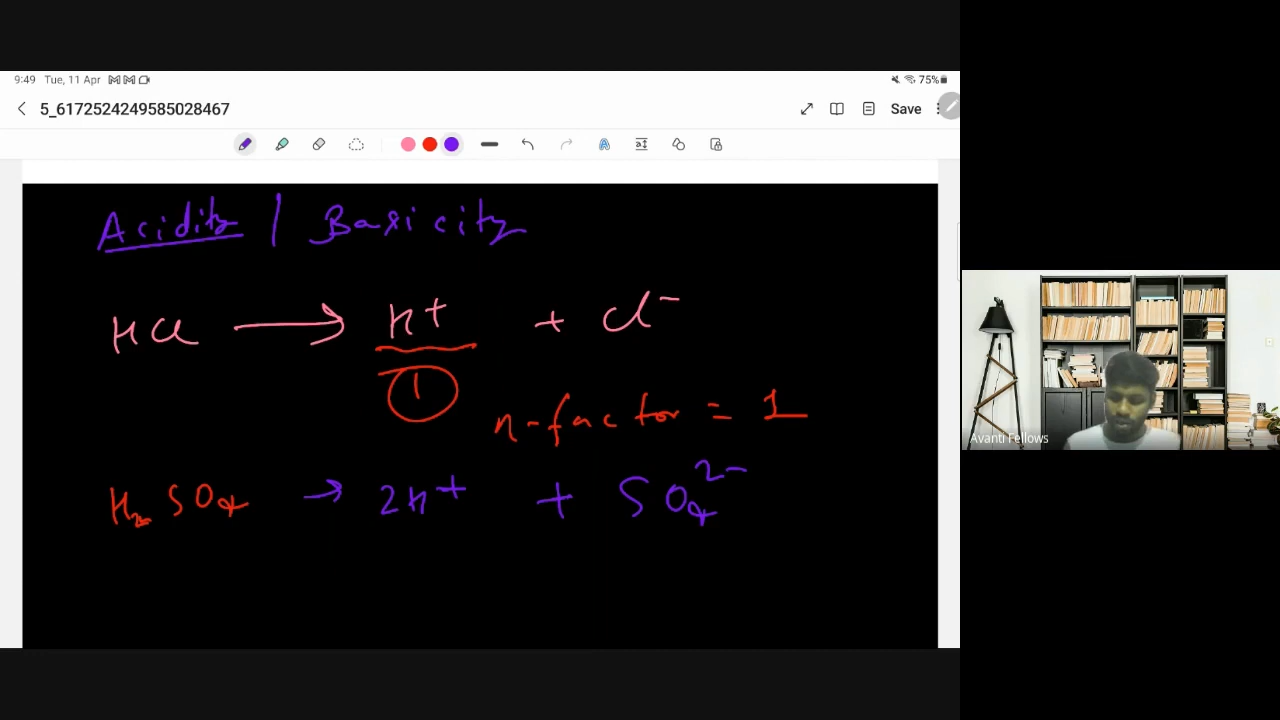 9:49 Tue, 11 Apr 75%
5_6172524249585028467 Save
Acidity / Basicity
HCl → H+ + Cl−
1
n-factor = 1
H2SO4 → 2H+ + SO4 2−
Avanti Fellows